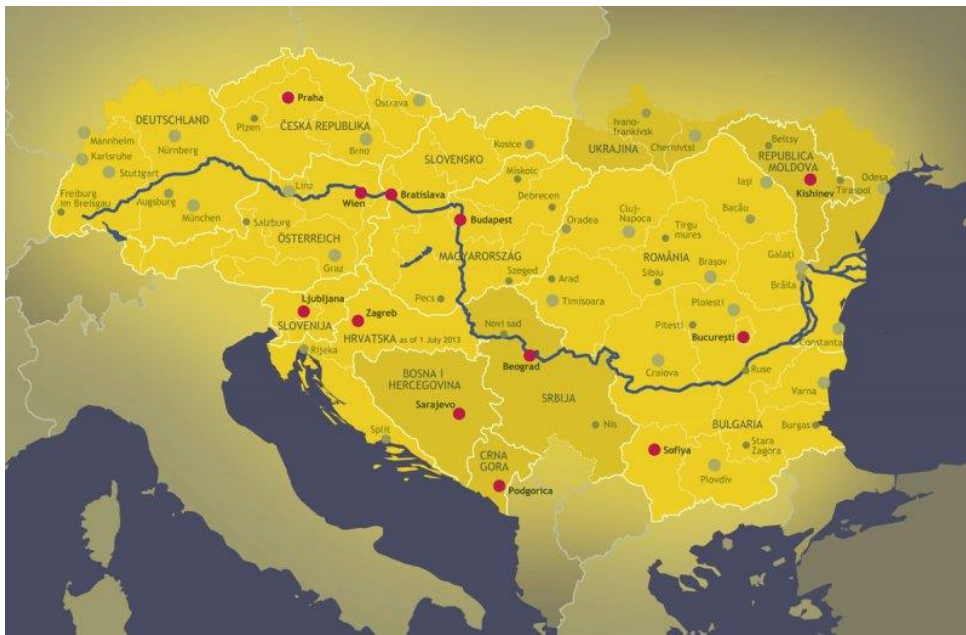 Praha
Ostrava
DEUTSCHLAND
Plzen
ČESKÁ REPUBLIKA
Mannheim
Nürnberg
Brno
Karlsruhe
Stuttgart
SLOVENSKO
Kosice
Ivano-
frankivsk
Chernivtsi
UKRAJINA
Beltsy
REPUBLICA
MOLDOVA
Kishinev
Tiraspol
Odesa
Freiburg
im Breisgau
Augsburg
München
Linz
Salzburg
Wien
Bratislava
Miskolc
Debrecen
Budapest
Oradea
Cluj-
Napoca
Tirgu
mures
Iași
Bacău
ÖSTERREICH
Graz
MAGYARORSZÁG
Szeged
Pecs
Arad
Timisoara
ROMÂNIA
Sibiu
Brașov
Galați
Brăila
Ploiesti
Pitesti
București
Constanta
Craiova
Ljubljana
SLOVENIJA
Zagreb
HRVATSKA as of 1 July 2013
Rijeka
Novi sad
Beograd
BOSNA I
HERCEGOVINA
Sarajevo
SRBIJA
Split
Nis
Ruse
Varna
BULGARIA
Burgas
CRNA
GORA
Podgorica
Sofiya
Stara
Zagora
Plovdiv